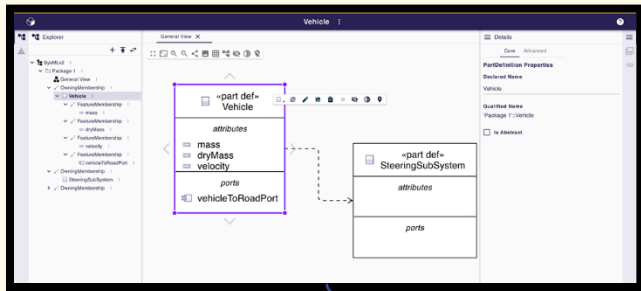 Vehicle
Explorer
General View
Details
SysMLv2
Package 1
General View
OwningMembership
Vehicle
FeatureMembership
mass
FeatureMembership
dryMass
FeatureMembership
velocity
FeatureMembership
vehicleToRoadPort
OwningMembership
SteeringSubSystem
OwningMembership
«part def»
Vehicle
attributes
mass
dryMass
velocity
ports
vehicleToRoadPort
«part def»
SteeringSubSystem
attributes
ports
Core Advanced
PartDefinition Properties
Declared Name
Vehicle
Qualified Name
'Package 1'::Vehicle
Is Abstract